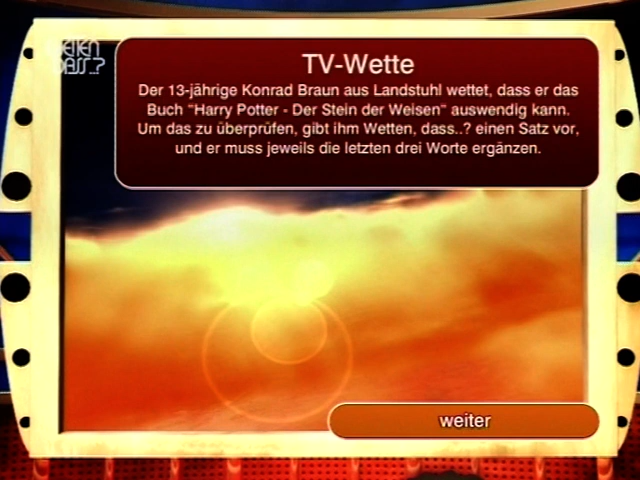 WETTEN
DASS..?
TV-Wette
Der 13-jährige Konrad Braun aus Landstuhl wettet, dass er das
Buch "Harry Potter - Der Stein der Weisen" auswendig kann.
Um das zu überprüfen, gibt ihm Wetten, dass..? einen Satz vor,
und er muss jeweils die letzten drei Worte ergänzen.
weiter